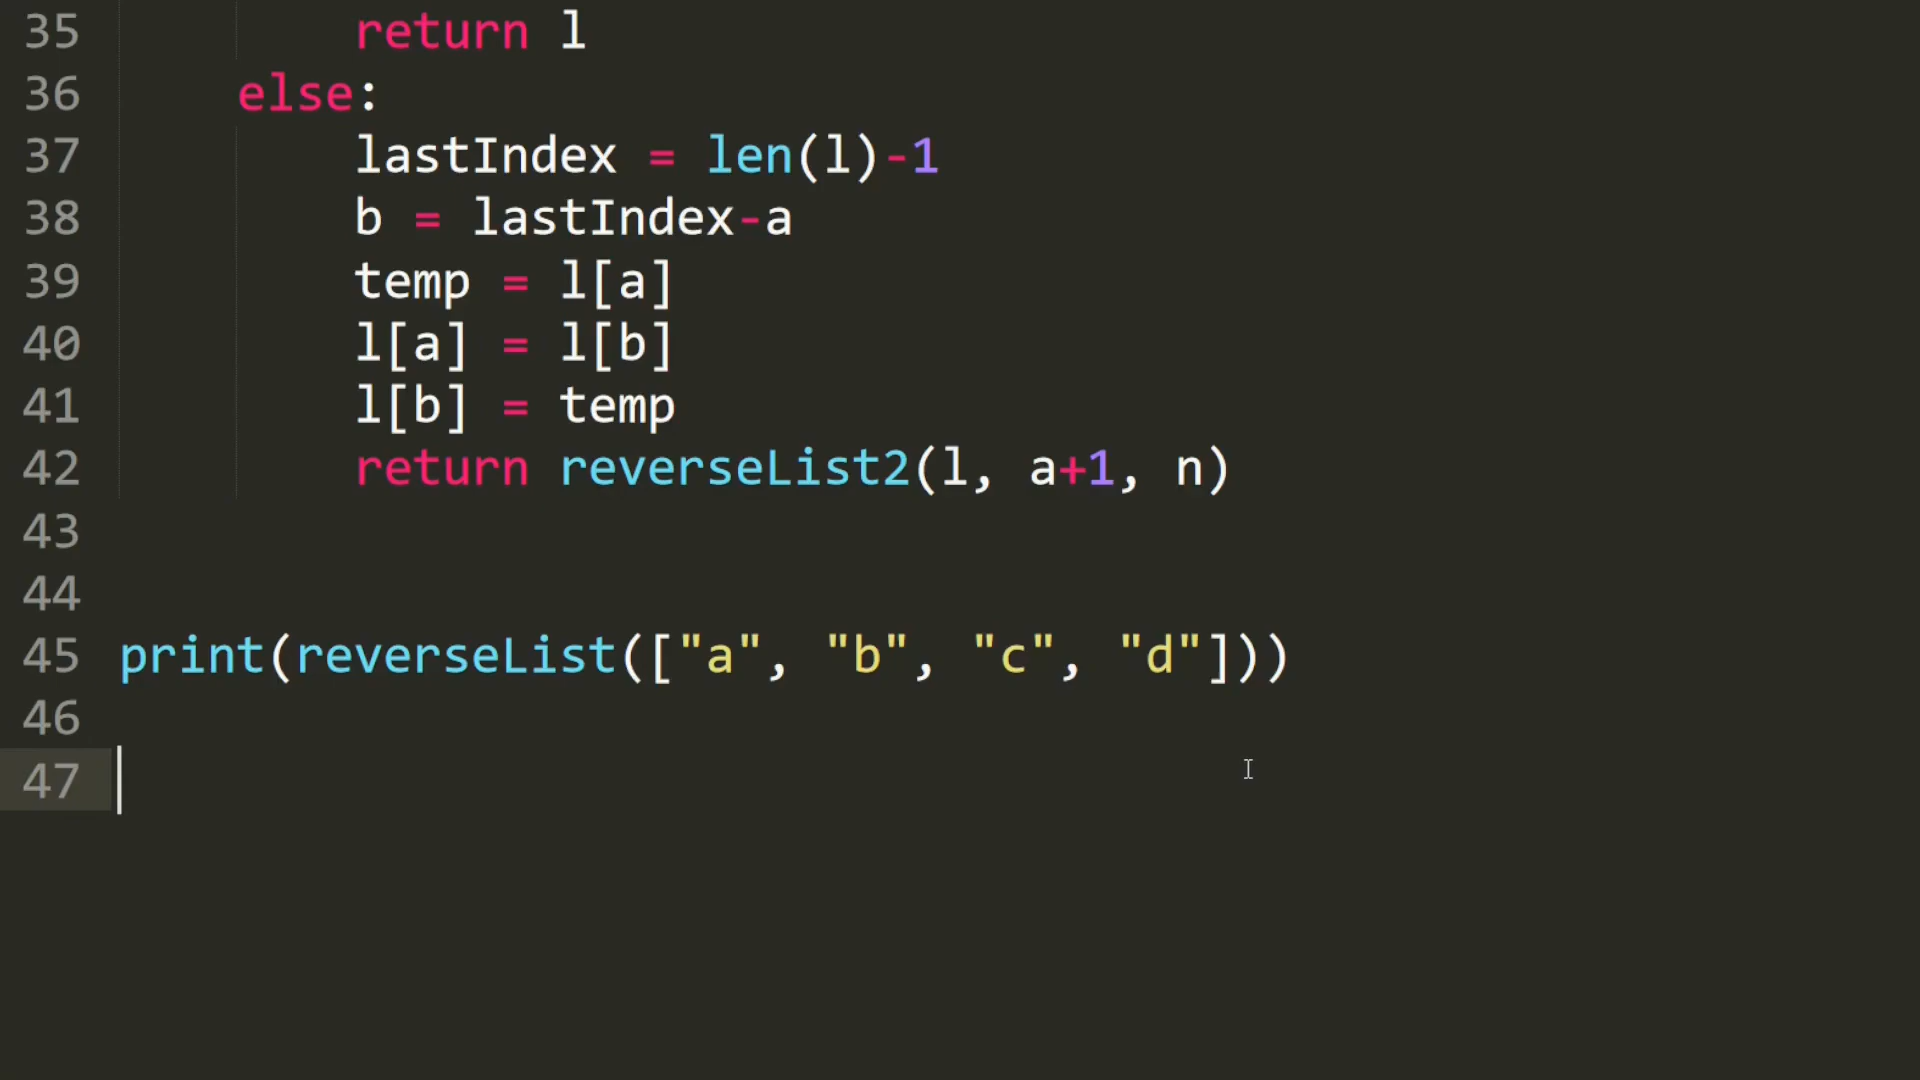 35 return l
36 else:
37 lastIndex = len(l)-1
38 b = lastIndex-a
39 temp = l[a]
40 l[a] = l[b]
41 l[b] = temp
42 return reverseList2(l, a+1, n)
43
44
45 print(reverseList(["a", "b", "c", "d"]))
46
47